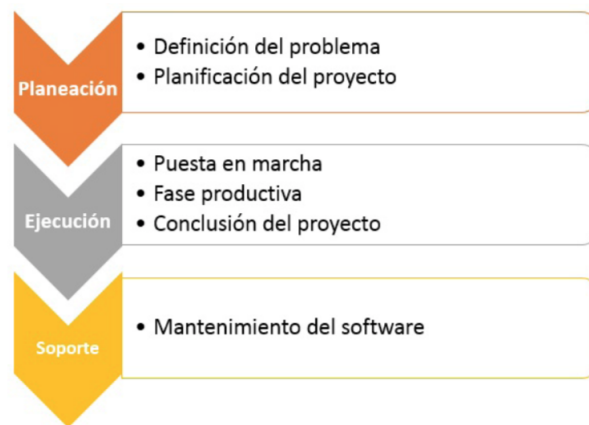 Planeación
• Definición del problema
• Planificación del proyecto
Ejecución
• Puesta en marcha
• Fase productiva
• Conclusión del proyecto
Soporte
• Mantenimiento del software